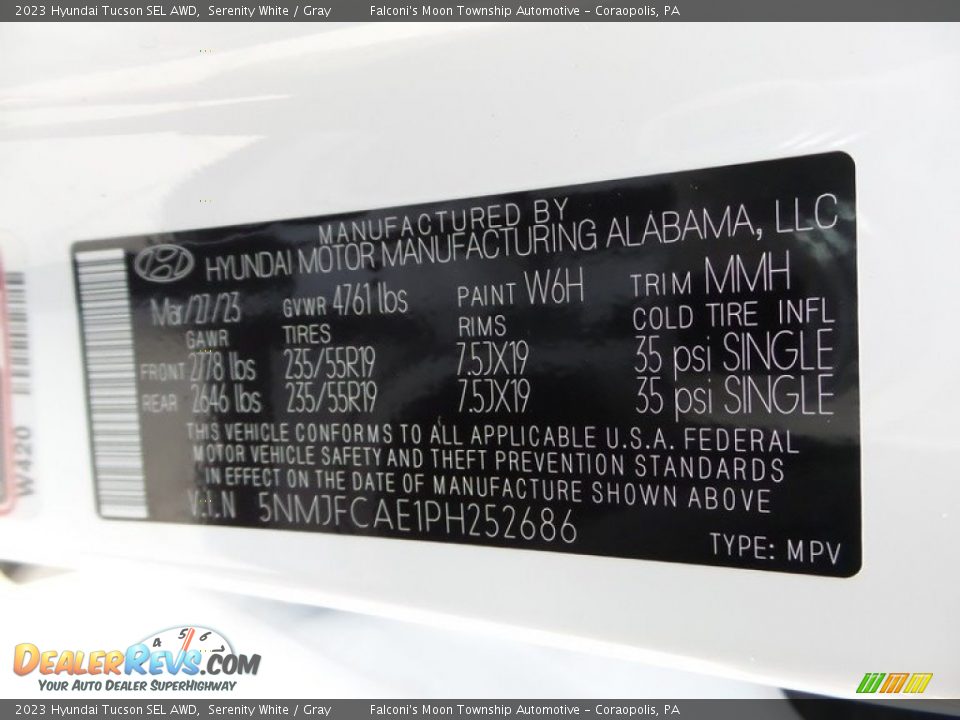 2023 Hyundai Tucson SEL AWD, Serenity White / Gray Falconi's Moon Township Automotive - Coraopolis, PA
MANUFACTURED BY
HYUNDAI MOTOR MANUFACTURING ALABAMA, LLC
Mar/27/23 GVWR 4761 lbs PAINT W6H TRIM MMH
GAWR TIRES RIMS COLD TIRE INFL
FRONT 2778 lbs 235/55R19 7.5JX19 35 psi SINGLE
REAR 2646 lbs 235/55R19 7.5JX19 35 psi SINGLE
THIS VEHICLE CONFORMS TO ALL APPLICABLE U.S.A. FEDERAL
MOTOR VEHICLE SAFETY AND THEFT PREVENTION STANDARDS
IN EFFECT ON THE DATE OF MANUFACTURE SHOWN ABOVE
V.I.N 5NMJFCAE1PH252686
TYPE: MPV
W420
4 5 6
DEALERREVS.COM
YOUR AUTO DEALER SUPERHIGHWAY
2023 Hyundai Tucson SEL AWD, Serenity White / Gray Falconi's Moon Township Automotive - Coraopolis, PA